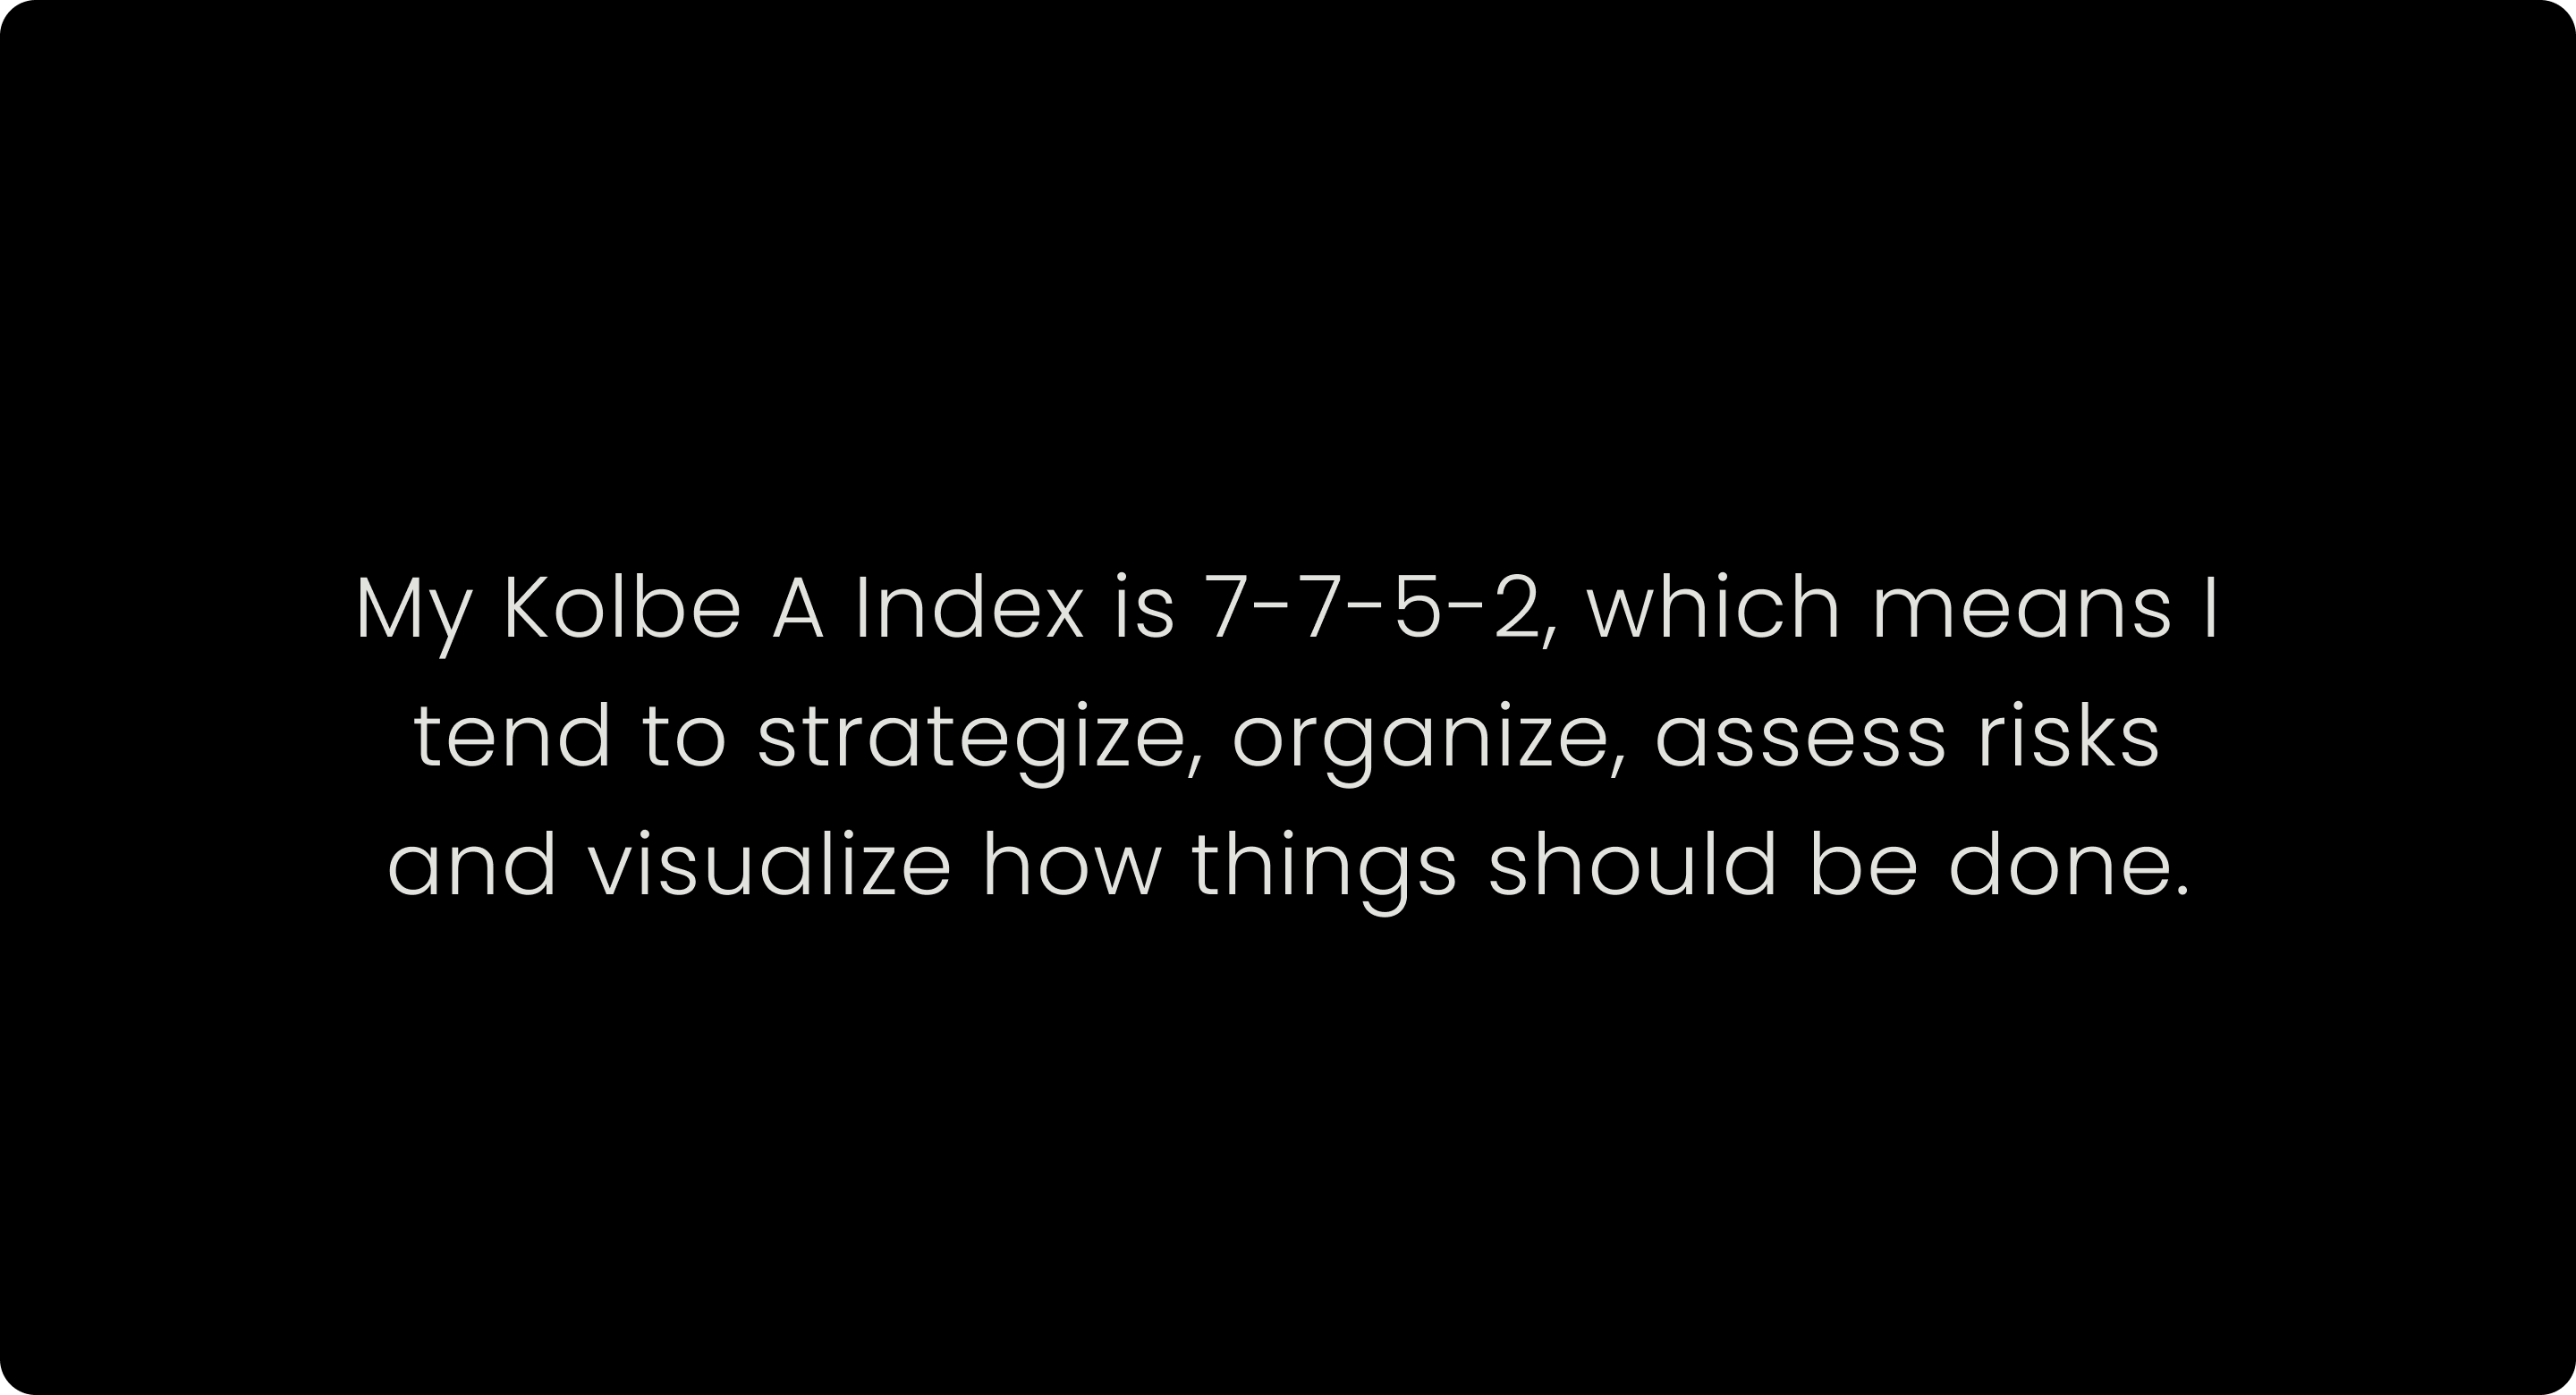 My Kolbe A Index is 7-7-5-2, which means I
tend to strategize, organize, assess risks
and visualize how things should be done.